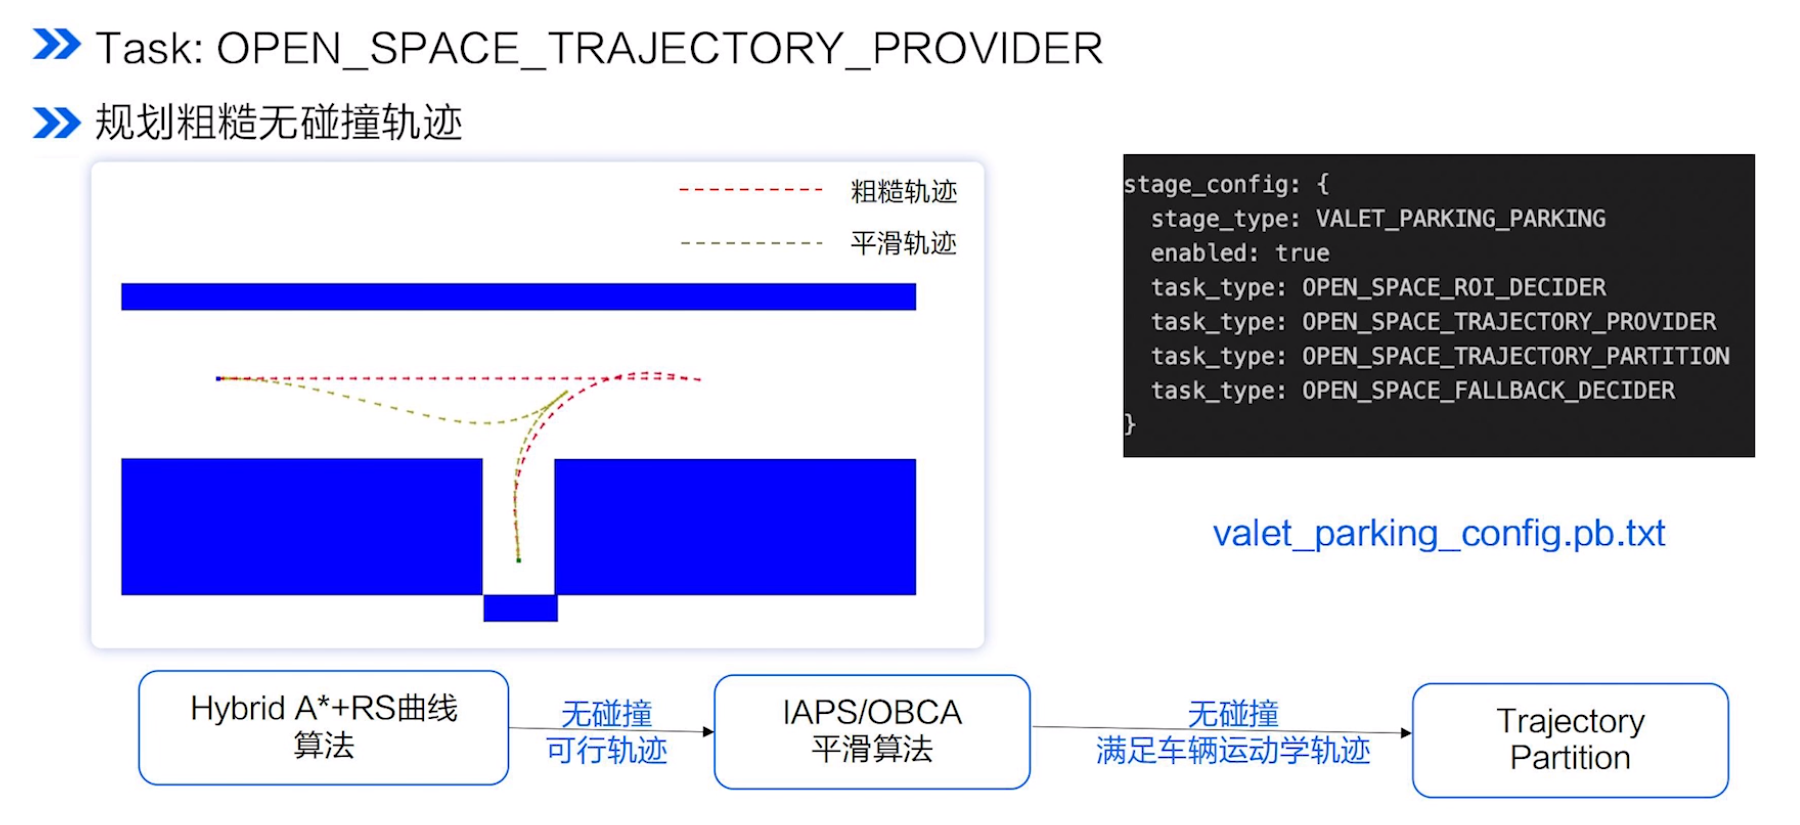 Task: OPEN_SPACE_TRAJECTORY_PROVIDER
规划粗糙无碰撞轨迹
粗糙轨迹
平滑轨迹
stage_config: {
stage_type: VALET_PARKING_PARKING
enabled: true
task_type: OPEN_SPACE_ROI_DECIDER
task_type: OPEN_SPACE_TRAJECTORY_PROVIDER
task_type: OPEN_SPACE_TRAJECTORY_PARTITION
task_type: OPEN_SPACE_FALLBACK_DECIDER
}
valet_parking_config.pb.txt
Hybrid A*+RS曲线
算法
无碰撞
可行轨迹
IAPS/OBCA
平滑算法
无碰撞
满足车辆运动学轨迹
Trajectory
Partition